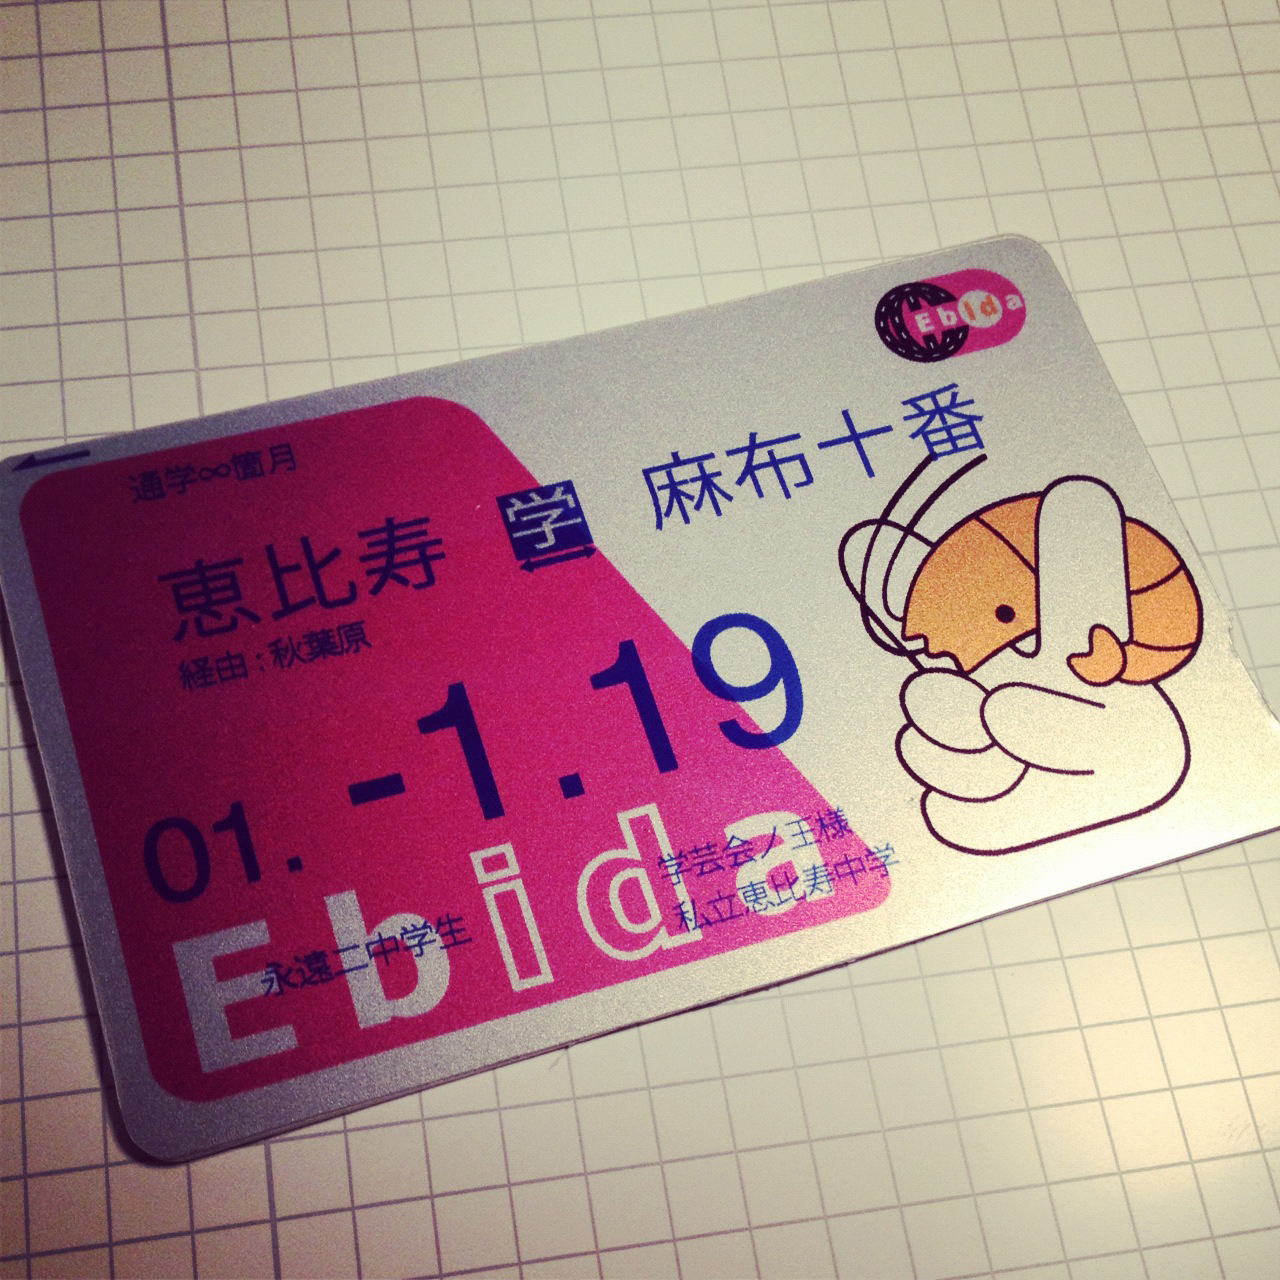 Ebida
通学∞箇月
恵比寿 学 麻布十番
経由:秋葉原
01.-1.19
Ebida
学芸会ノ王様
永遠二中学生 私立恵比寿中学